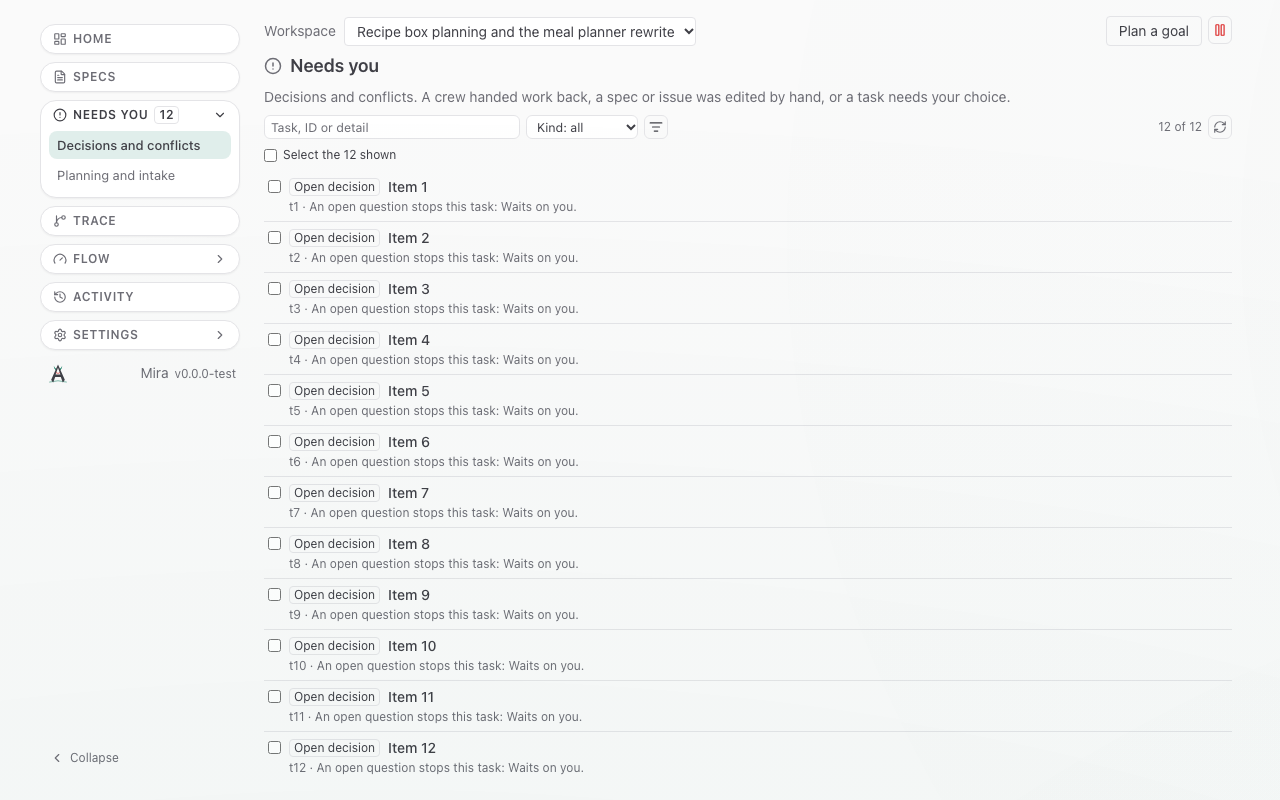 HOME
SPECS
NEEDS YOU 12
Decisions and conflicts
Planning and intake
TRACE
FLOW
ACTIVITY
SETTINGS
Mira v0.0.0-test
Collapse
Workspace Recipe box planning and the meal planner rewrite Plan a goal
Needs you
Decisions and conflicts. A crew handed work back, a spec or issue was edited by hand, or a task needs your choice.
Task, ID or detail Kind: all 12 of 12
Select the 12 shown
Open decision Item 1
t1 · An open question stops this task: Waits on you.
Open decision Item 2
t2 · An open question stops this task: Waits on you.
Open decision Item 3
t3 · An open question stops this task: Waits on you.
Open decision Item 4
t4 · An open question stops this task: Waits on you.
Open decision Item 5
t5 · An open question stops this task: Waits on you.
Open decision Item 6
t6 · An open question stops this task: Waits on you.
Open decision Item 7
t7 · An open question stops this task: Waits on you.
Open decision Item 8
t8 · An open question stops this task: Waits on you.
Open decision Item 9
t9 · An open question stops this task: Waits on you.
Open decision Item 10
t10 · An open question stops this task: Waits on you.
Open decision Item 11
t11 · An open question stops this task: Waits on you.
Open decision Item 12
t12 · An open question stops this task: Waits on you.